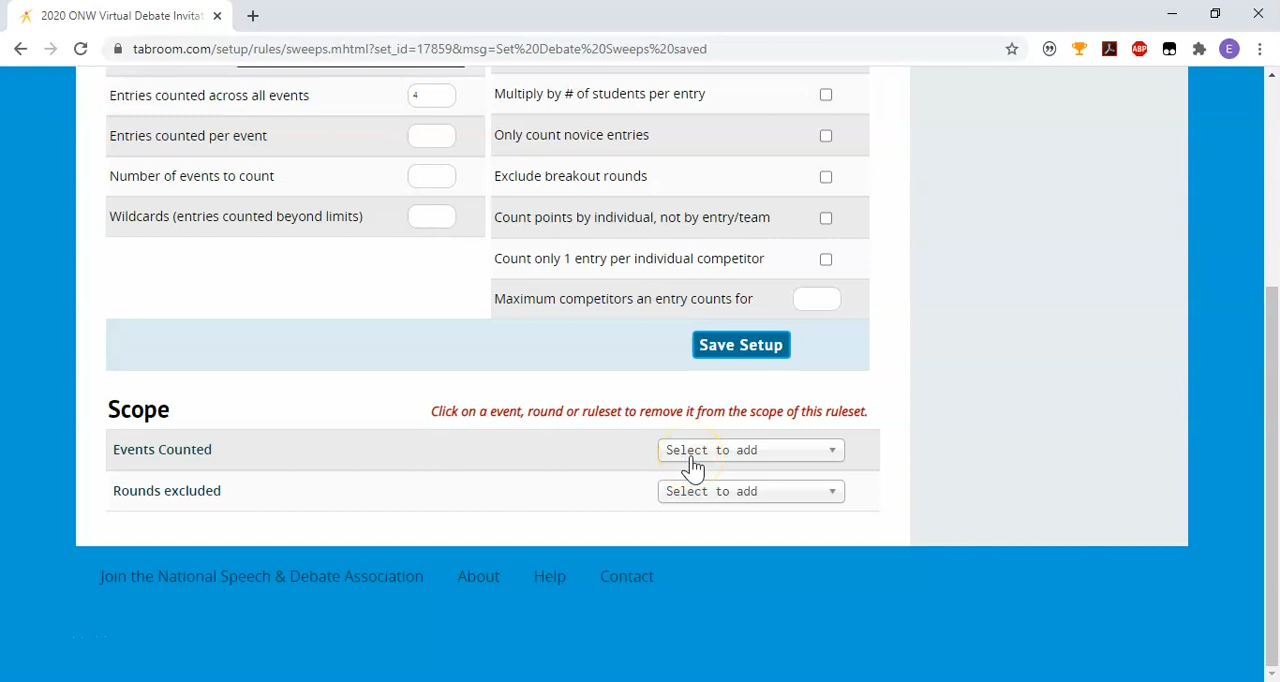 2020 ONW Virtual Debate Invitat
tabroom.com/setup/rules/sweeps.mhtml?set_id=17859&msg=Set%20Debate%20Sweeps%20saved
ABP
E
Entries counted across all events 4
Entries counted per event
Number of events to count
Wildcards (entries counted beyond limits)
Multiply by # of students per entry
Only count novice entries
Exclude breakout rounds
Count points by individual, not by entry/team
Count only 1 entry per individual competitor
Maximum competitors an entry counts for
Save Setup
Scope
Click on a event, round or ruleset to remove it from the scope of this ruleset.
Events Counted Select to add
Rounds excluded Select to add
Join the National Speech & Debate Association About Help Contact